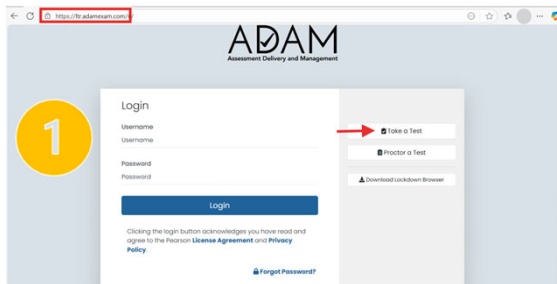 https://ltr.adamexam.com/#/
ADAM
Assessment Delivery and Management
1
Login
Username
Username
Password
Password
Login
Clicking the login button acknowledges you have read and
agree to the Pearson License Agreement and Privacy
Policy.
Forgot Password?
Take a Test
Proctor a Test
Download Lockdown Browser